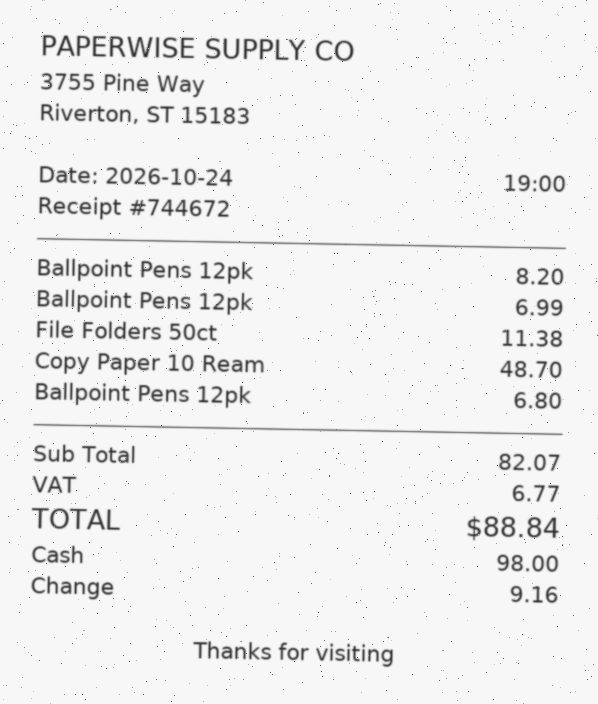 PAPERWISE SUPPLY CO
3755 Pine Way
Riverton, ST 15183
Date: 2026-10-24 19:00
Receipt #744672
Ballpoint Pens 12pk 8.20
Ballpoint Pens 12pk 6.99
File Folders 50ct 11.38
Copy Paper 10 Ream 48.70
Ballpoint Pens 12pk 6.80
Sub Total 82.07
VAT 6.77
TOTAL $88.84
Cash 98.00
Change 9.16
Thanks for visiting